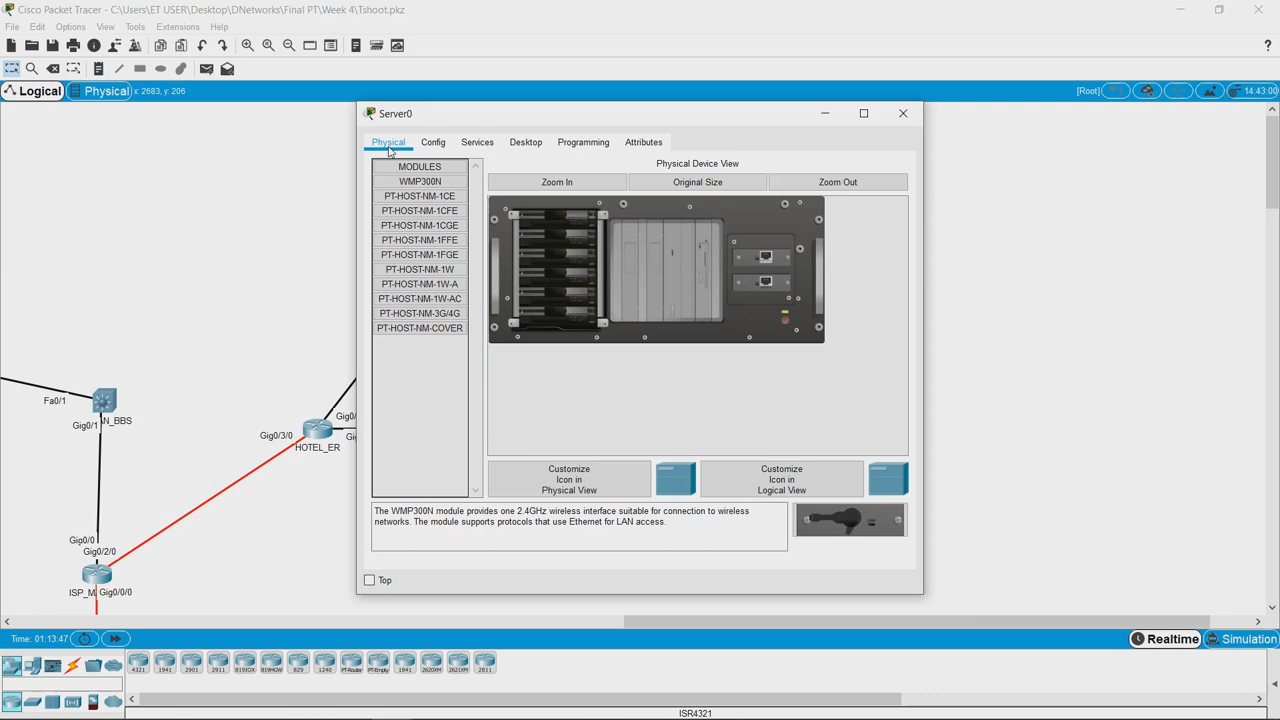 Cisco Packet Tracer - C:\Users\ET USER\Desktop\DNetworks\Final PT\Week 4\Tshoot.pkz
File Edit Options View Tools Extensions Help
?
Logical Physical x: 2683, y: 206 [Root] 14:43:00
Server0
Physical Config Services Desktop Programming Attributes
MODULES
WMP300N
PT-HOST-NM-1CE
PT-HOST-NM-1CFE
PT-HOST-NM-1CGE
PT-HOST-NM-1FFE
PT-HOST-NM-1FGE
PT-HOST-NM-1W
PT-HOST-NM-1W-A
PT-HOST-NM-1W-AC
PT-HOST-NM-3G/4G
PT-HOST-NM-COVER
Physical Device View
Zoom In Original Size Zoom Out
Customize
Icon in
Physical View
Customize
Icon in
Logical View
The WMP300N module provides one 2.4GHz wireless interface suitable for connection to wireless
networks. The module supports protocols that use Ethernet for LAN access.
Top
Fa0/1
Gig0/1 N_BBS
Gig0/
Gig0/3/0
HOTEL_ER
Gig0/0
Gig0/2/0
ISP_M Gig0/0/0
Time: 01:13:47 Realtime Simulation
4321 1941 2901 2911 819IOX 819HGW 829 1240 PT-Router PT-Empty 1841 2620XM 2621XM 2811
ISR4321